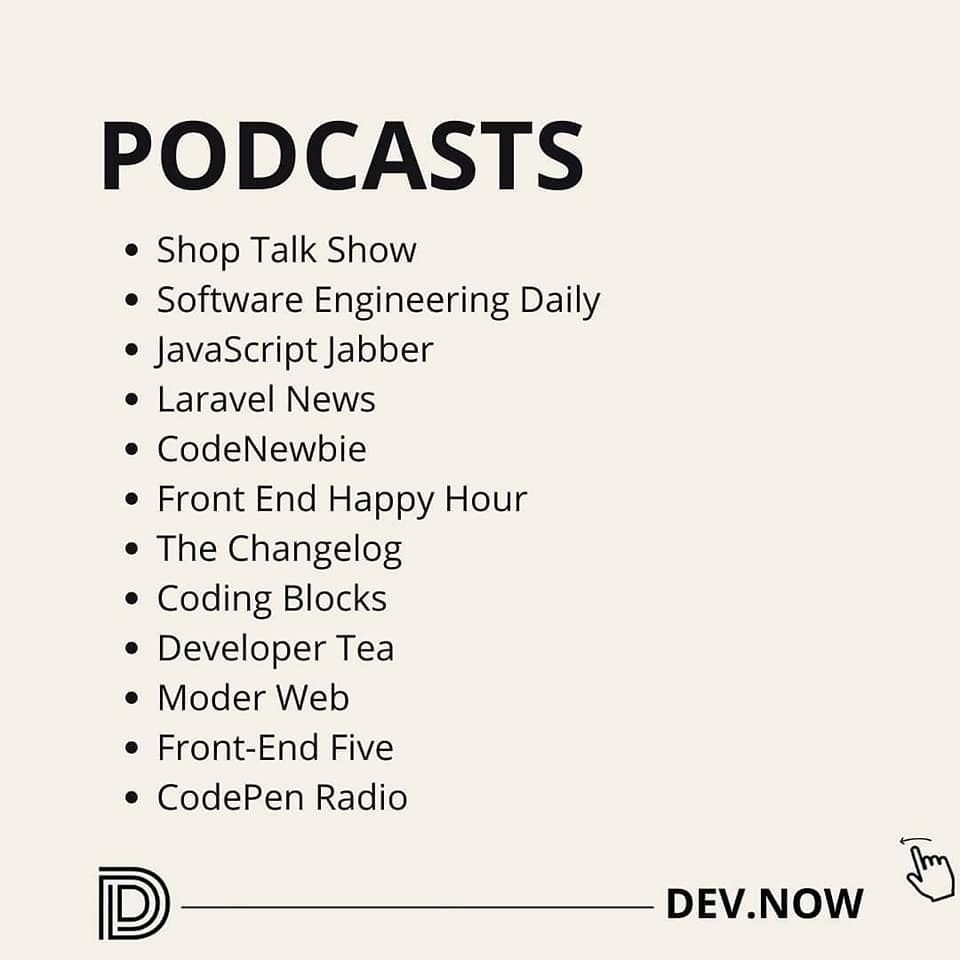 PODCASTS
• Shop Talk Show
• Software Engineering Daily
• JavaScript Jabber
• Laravel News
• CodeNewbie
• Front End Happy Hour
• The Changelog
• Coding Blocks
• Developer Tea
• Moder Web
• Front-End Five
• CodePen Radio
D
DEV.NOW